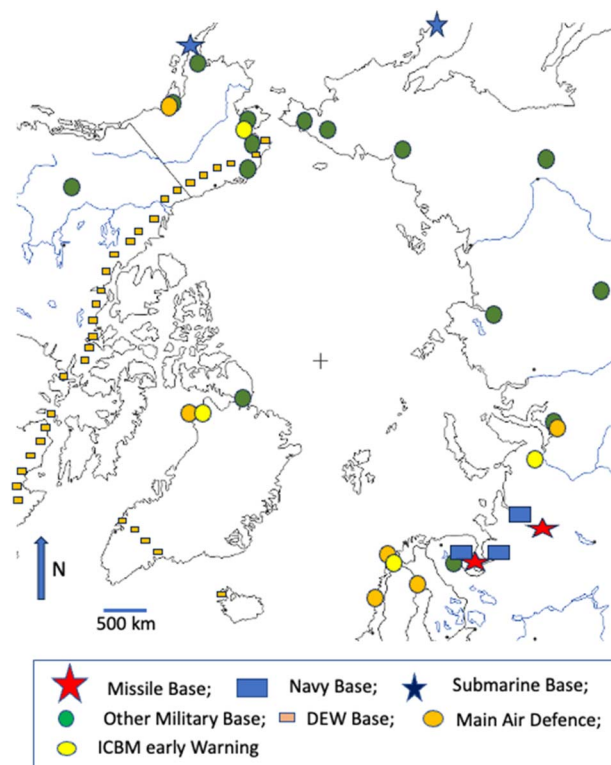 N
500 km
Missile Base; Navy Base; Submarine Base;
Other Military Base; DEW Base; Main Air Defence;
ICBM early Warning